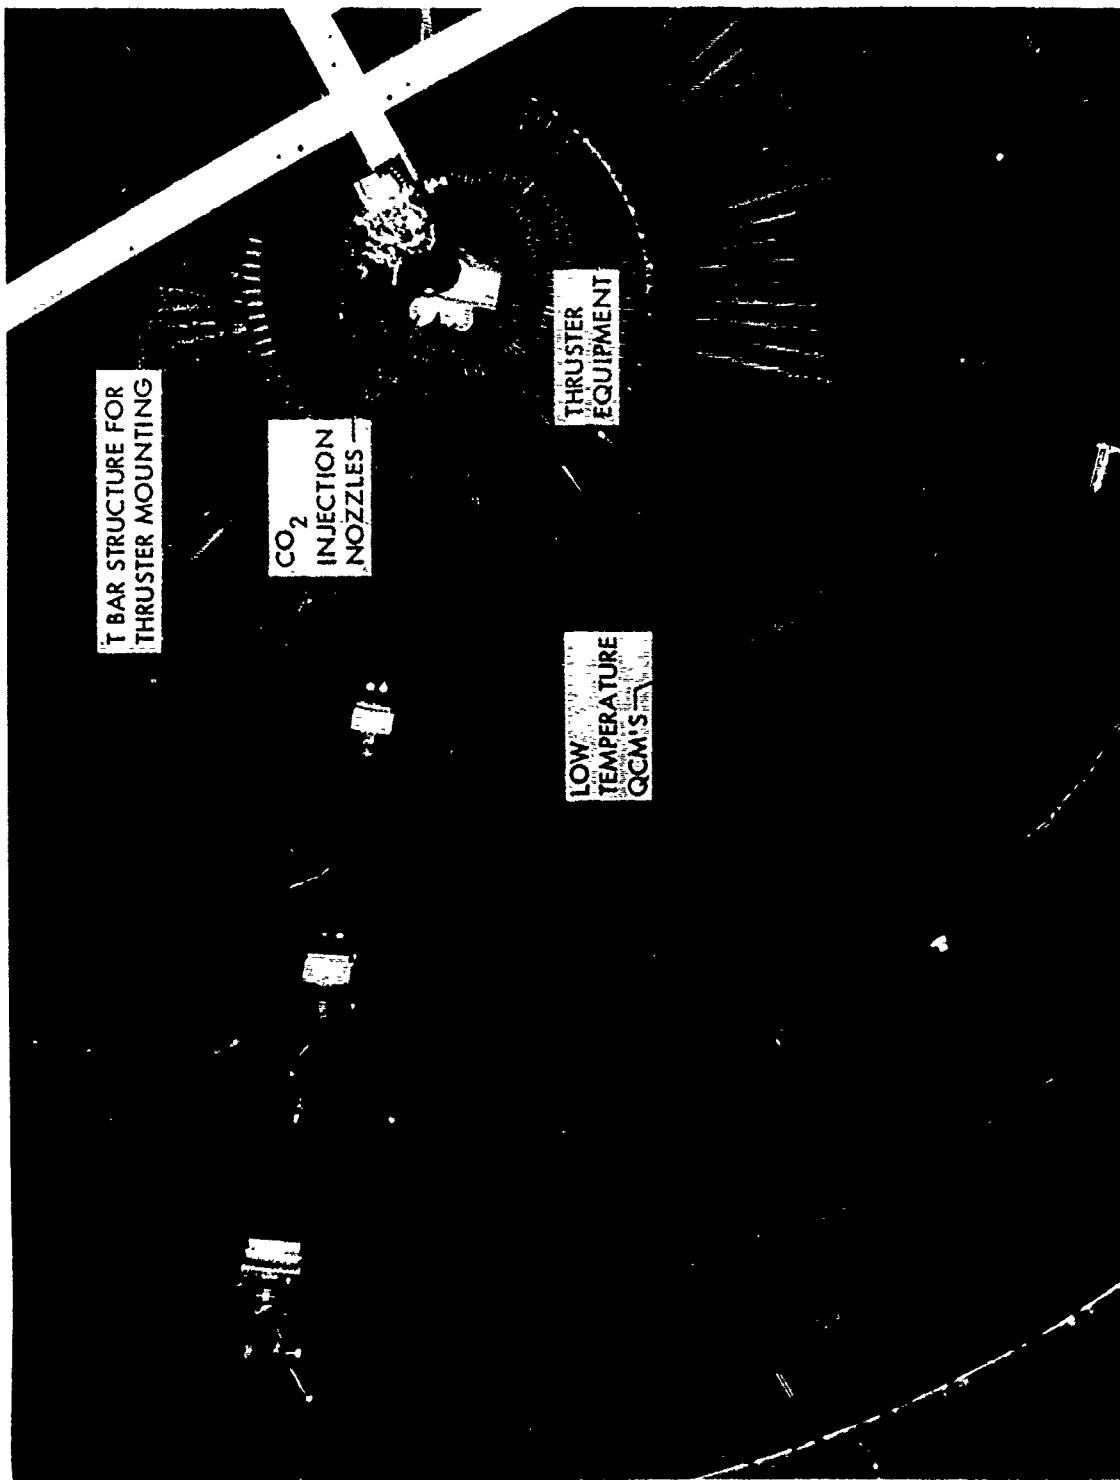 T BAR STRUCTURE FOR
THRUSTER MOUNTING
CO2
INJECTION
NOZZLES
THRUSTER
EQUIPMENT
LOW
TEMPERATURE
QCM'S